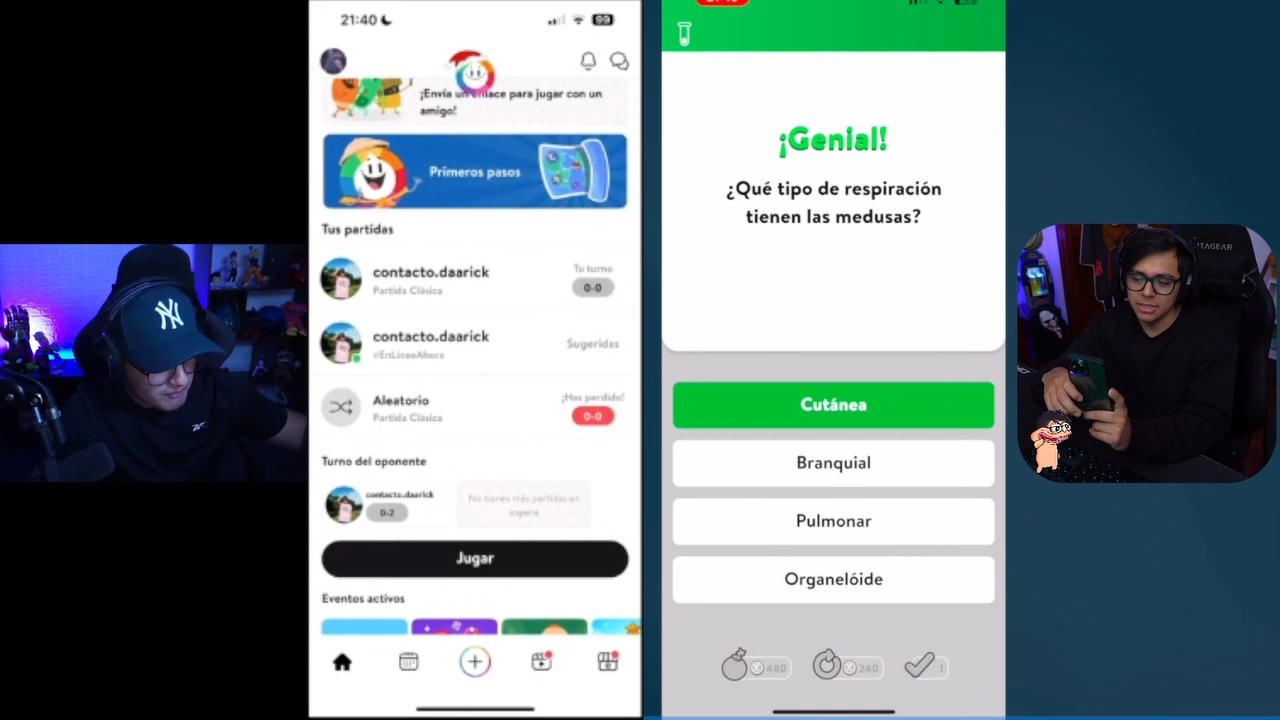 21:40
99
¡Envía un enlace para jugar con un
amigo!
Primeros pasos
Tus partidas
contacto.daarick
Partida Clásica
Tu turno
0-0
contacto.daarick
#EnLíneaAhora
Sugeridas
Aleatorio
Partida Clásica
¡Has perdido!
0-0
Turno del oponente
contacto.daarick
0-2
No tienes más partidas en
espera
Jugar
Eventos activos
¡Genial!
¿Qué tipo de respiración
tienen las medusas?
Cutánea
Branquial
Pulmonar
Organelóide
480
240
1
NY